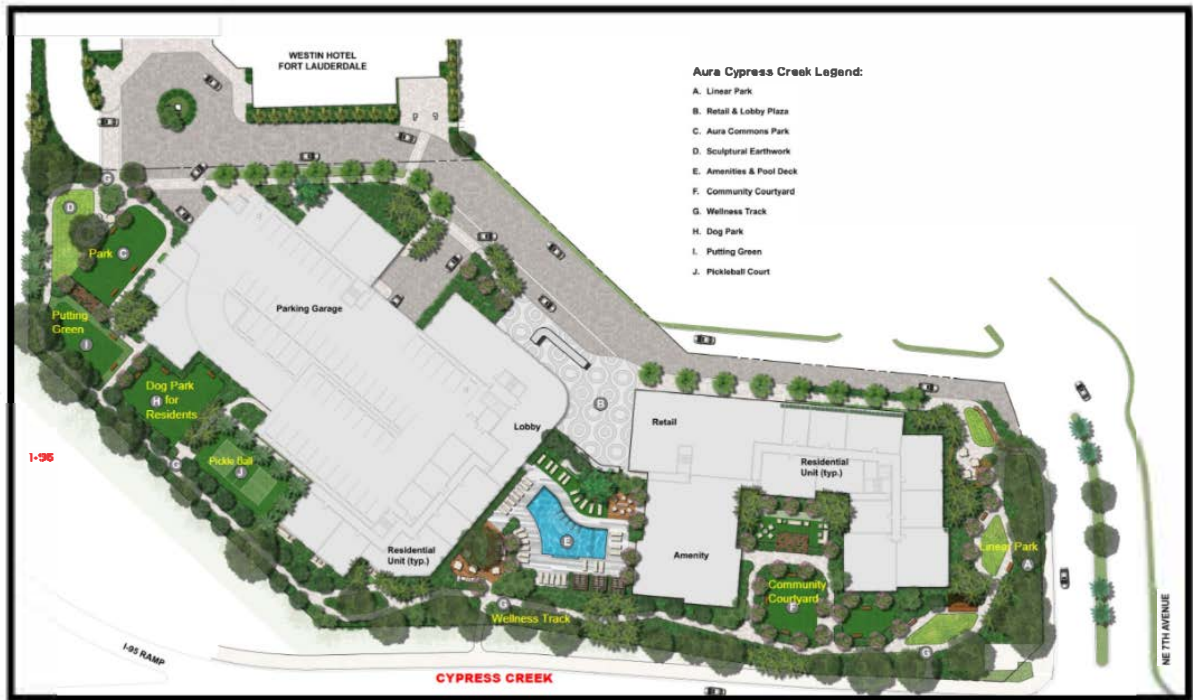 WESTIN HOTEL
FORT LAUDERDALE
Aura Cypress Creek Legend:
A. Linear Park
B. Retail & Lobby Plaza
C. Aura Commons Park
D. Sculptural Earthwork
E. Amenities & Pool Deck
F. Community Courtyard
G. Wellness Track
H. Dog Park
I. Putting Green
J. Pickleball Court
G
D
Park
C
Putting
Green
I
Parking Garage
Dog Park
for
Residents
H
B
Retail
Lobby
I-95
G
Pickle Ball
J
Residential
Unit (typ.)
E
Residential
Unit (typ.)
Amenity
Linear Park
A
Community
Courtyard
F
G
Wellness Track
G
I-95 RAMP
CYPRESS CREEK
NE 7TH AVENUE